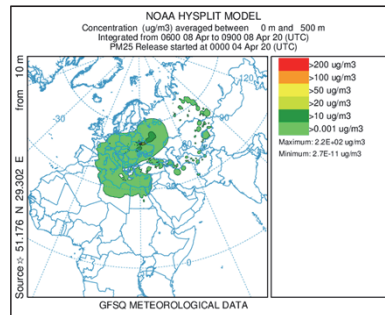 NOAA HYSPLIT MODEL
Concentration (ug/m3) averaged between 0 m and 500 m
Integrated from 0600 08 Apr to 0900 08 Apr 20 (UTC)
PM25 Release started at 0000 04 Apr 20 (UTC)
Source ☆ 51.176 N 29.302 E from 10 m
>200 ug/m3
>100 ug/m3
>50 ug/m3
>20 ug/m3
>10 ug/m3
>0.001 ug/m3
Maximum: 2.2E+02 ug/m3
Minimum: 2.7E-11 ug/m3
60
30
30
0
GFSQ METEOROLOGICAL DATA